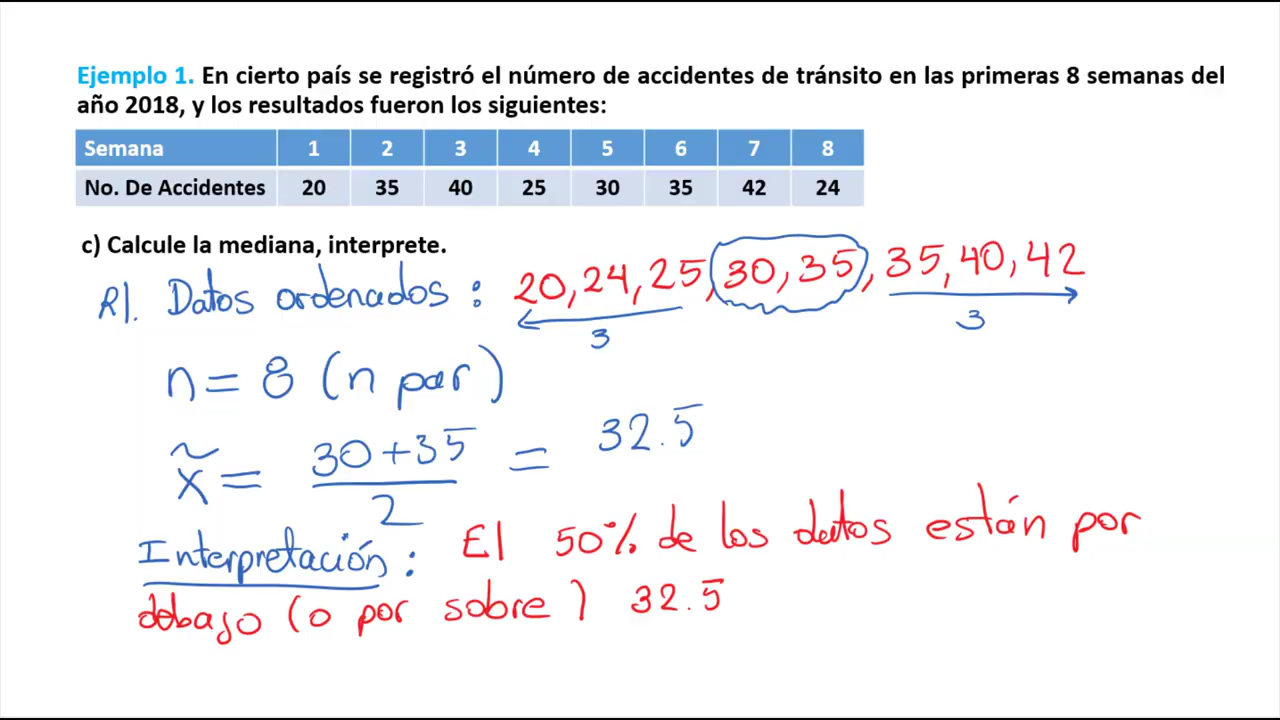 Ejemplo 1. En cierto país se registró el número de accidentes de tránsito en las primeras 8 semanas del
año 2018, y los resultados fueron los siguientes:
Semana 1 2 3 4 5 6 7 8
No. De Accidentes 20 35 40 25 30 35 42 24
c) Calcule la mediana, interprete.
R|. Datos ordenados : 20, 24, 25, 30, 35, 35, 40, 42
3 3
n = 8 (n par)
x̃ = (30+35)/2 = 32.5
Interpretación : El 50% de los datos están por
debajo (o por sobre) 32.5